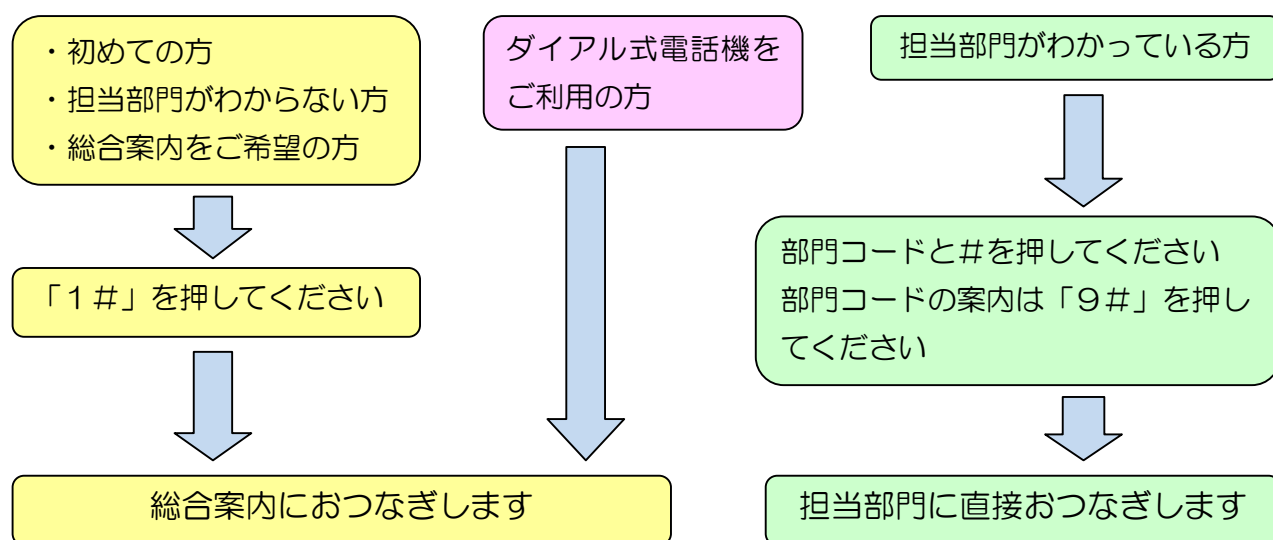 ・初めての方
・担当部門がわからない方
・総合案内をご希望の方
「１＃」を押してください
ダイアル式電話機を
ご利用の方
総合案内におつなぎします
担当部門がわかっている方
部門コードと＃を押してください
部門コードの案内は「９＃」を押し
てください
担当部門に直接おつなぎします